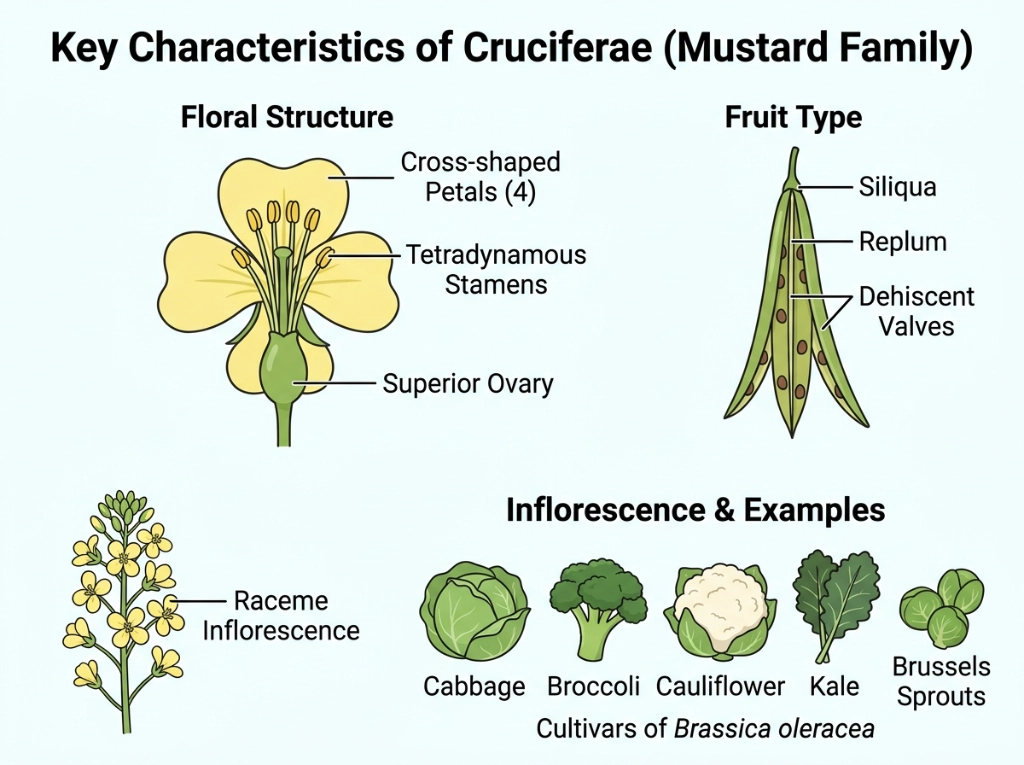 Key Characteristics of Cruciferae (Mustard Family)
Floral Structure
Cross-shaped
Petals (4)
Tetradynamous
Stamens
Superior Ovary
Fruit Type
Siliqua
Replum
Dehiscent
Valves
Raceme
Inflorescence
Inflorescence & Examples
Cabbage
Broccoli
Cauliflower
Kale
Brussels
Sprouts
Cultivars of Brassica oleracea